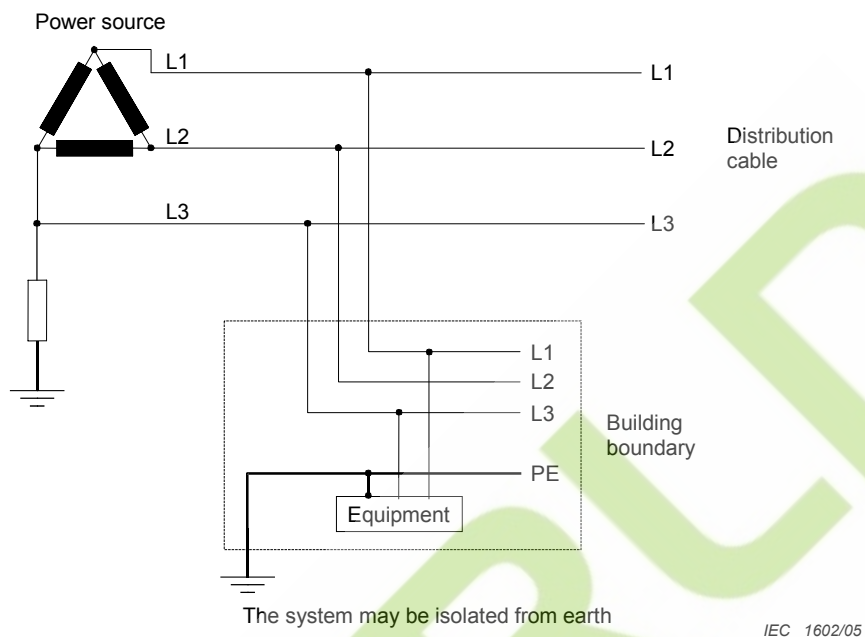 Power source
L1
L1
L2
L2
Distribution
cable
L3
L3
L1
L2
L3
Building
boundary
PE
Equipment
The system may be isolated from earth
IEC 1602/05